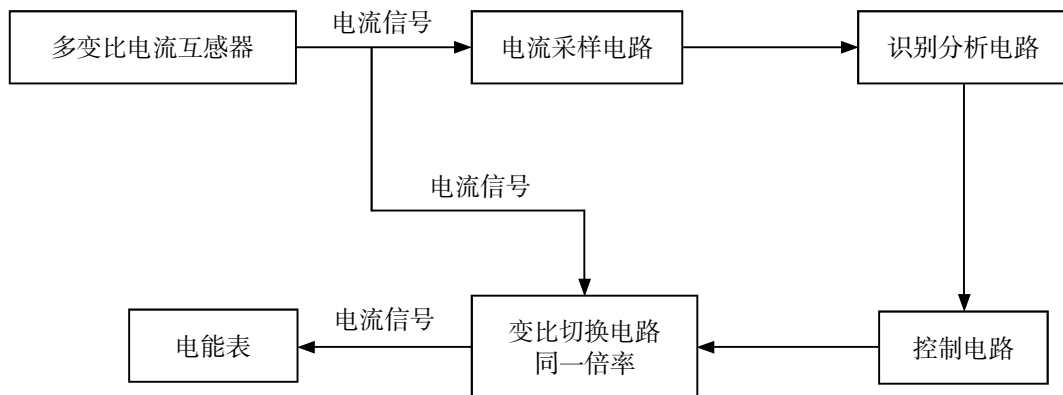 电流信号
多变比电流互感器
电流采样电路
识别分析电路
电流信号
电流信号
电能表
变比切换电路
同一倍率
控制电路